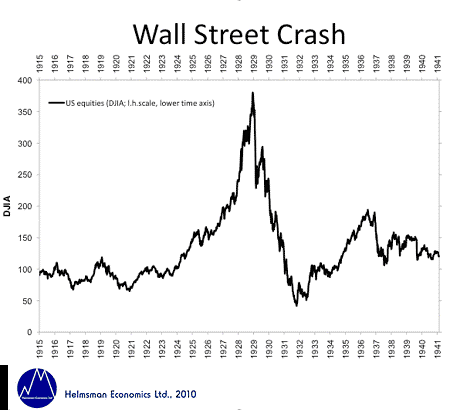 Wall Street Crash
1915 1916 1917 1918 1919 1920 1921 1922 1923 1924 1925 1926 1927 1928 1929 1930 1931 1932 1933 1934 1935 1936 1937 1938 1939 1940 1941
US equities (DJIA; l.h.scale, lower time axis)
DJIA
400
350
300
250
200
150
100
50
0
1915 1916 1917 1918 1919 1920 1921 1922 1923 1924 1925 1926 1927 1928 1929 1930 1931 1932 1933 1934 1935 1936 1937 1938 1939 1940 1941
Helmsman Economics Ltd., 2010